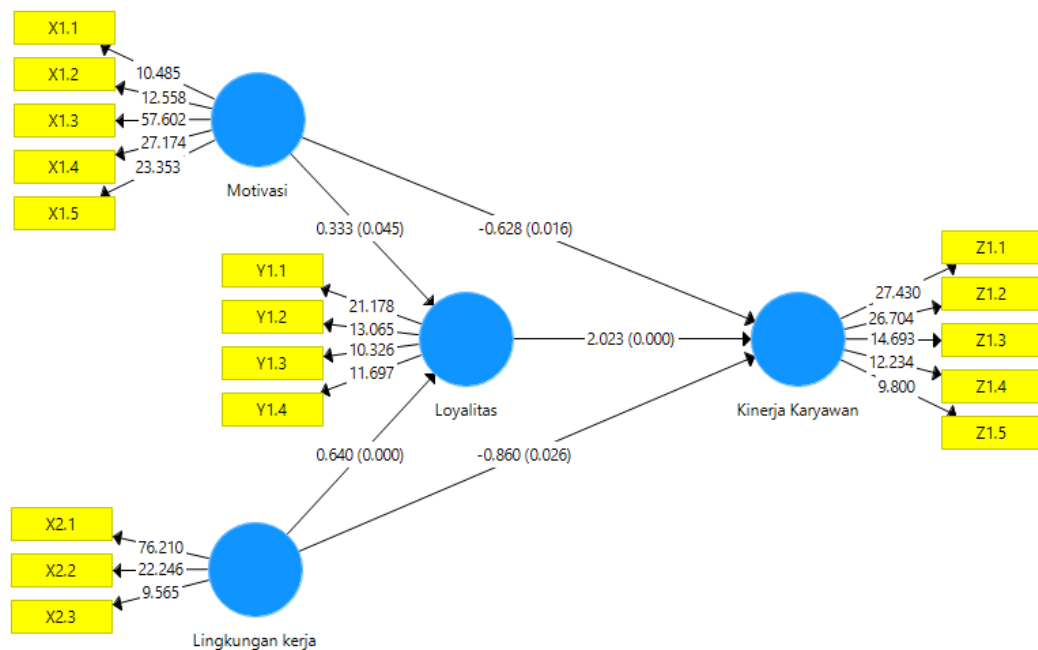 X1.1
10.485
X1.2
12.558
X1.3
57.602
X1.4
27.174
X1.5
23.353
Motivasi
0.333 (0.045)
-0.628 (0.016)
Y1.1
21.178
Y1.2
13.065
Y1.3
10.326
Y1.4
11.697
Loyalitas
2.023 (0.000)
Z1.1
27.430
Z1.2
26.704
Z1.3
14.693
Z1.4
12.234
Z1.5
9.800
Kinerja Karyawan
0.640 (0.000)
-0.860 (0.026)
X2.1
76.210
X2.2
22.246
X2.3
9.565
Lingkungan kerja